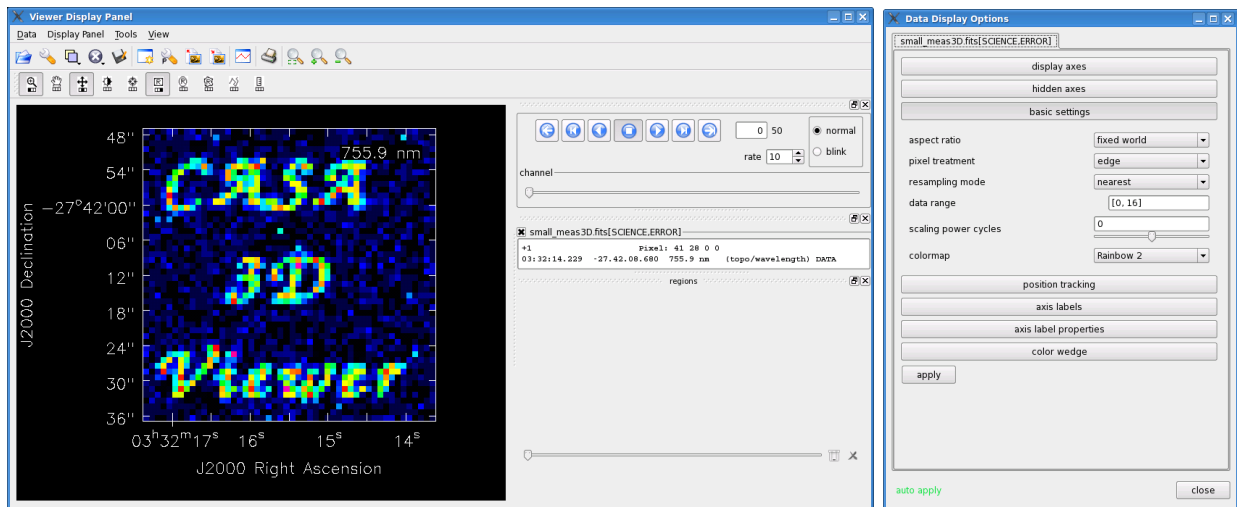 Viewer Display Panel
Data Display Panel Tools View
48"
755.9 nm
54"
CASA
-27°42'00"
06"
3D
12"
18"
24"
Viewer
30"
36"
03ʰ32ᵐ17ˢ 16ˢ 15ˢ 14ˢ
J2000 Right Ascension
J2000 Declination
0 50
normal
rate 10
blink
channel
small_meas3D.fits[SCIENCE,ERROR]
+1 Pixel: 41 28 0 0
03:32:14.229 -27.42.08.680 755.9 nm (topo/wavelength) DATA
regions
Data Display Options
small_meas3D.fits[SCIENCE,ERROR]
display axes
hidden axes
basic settings
aspect ratio fixed world
pixel treatment edge
resampling mode nearest
data range [0, 16]
scaling power cycles 0
colormap Rainbow 2
position tracking
axis labels
axis label properties
color wedge
apply
auto apply
close